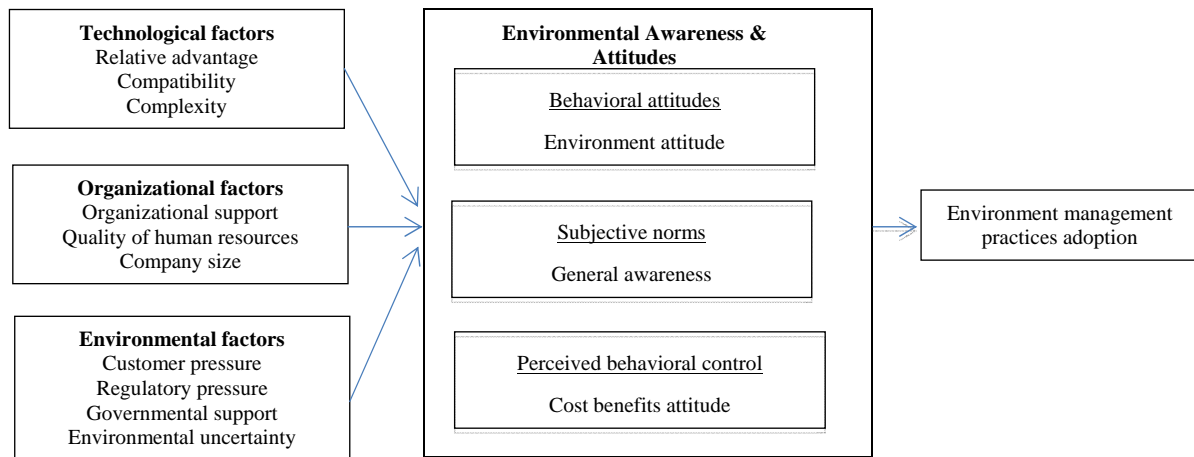 Technological factors
Relative advantage
Compatibility
Complexity
Organizational factors
Organizational support
Quality of human resources
Company size
Environmental factors
Customer pressure
Regulatory pressure
Governmental support
Environmental uncertainty
Environmental Awareness &
Attitudes
Behavioral attitudes
Environment attitude
Subjective norms
General awareness
Perceived behavioral control
Cost benefits attitude
Environment management
practices adoption